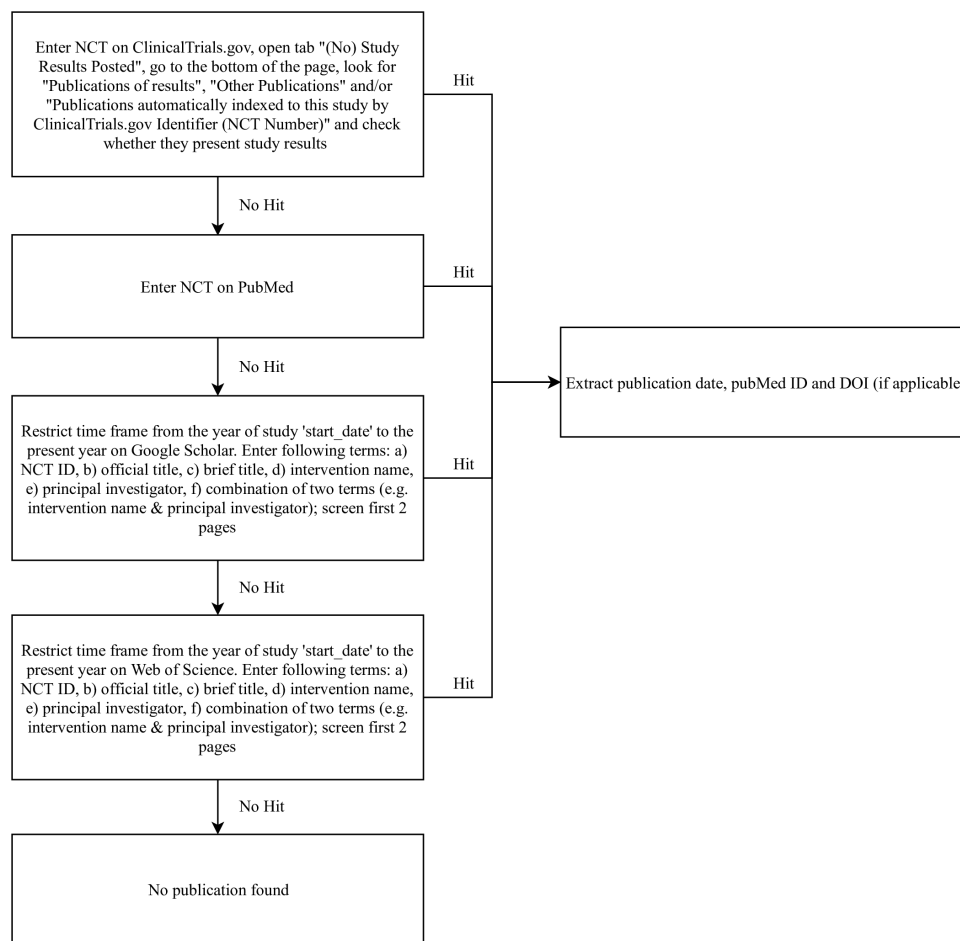 Enter NCT on ClinicalTrials.gov, open tab "(No) Study
Results Posted", go to the bottom of the page, look for
"Publications of results", "Other Publications" and/or
"Publications automatically indexed to this study by
ClinicalTrials.gov Identifier (NCT Number)" and check
whether they present study results
Hit
No Hit
Enter NCT on PubMed
Hit
No Hit
Extract publication date, pubMed ID and DOI (if applicable
Restrict time frame from the year of study 'start_date' to the
present year on Google Scholar. Enter following terms: a)
NCT ID, b) official title, c) brief title, d) intervention name,
e) principal investigator, f) combination of two terms (e.g.
intervention name & principal investigator); screen first 2
pages
Hit
No Hit
Restrict time frame from the year of study 'start_date' to the
present year on Web of Science. Enter following terms: a)
NCT ID, b) official title, c) brief title, d) intervention name,
e) principal investigator, f) combination of two terms (e.g.
intervention name & principal investigator); screen first 2
pages
Hit
No Hit
No publication found